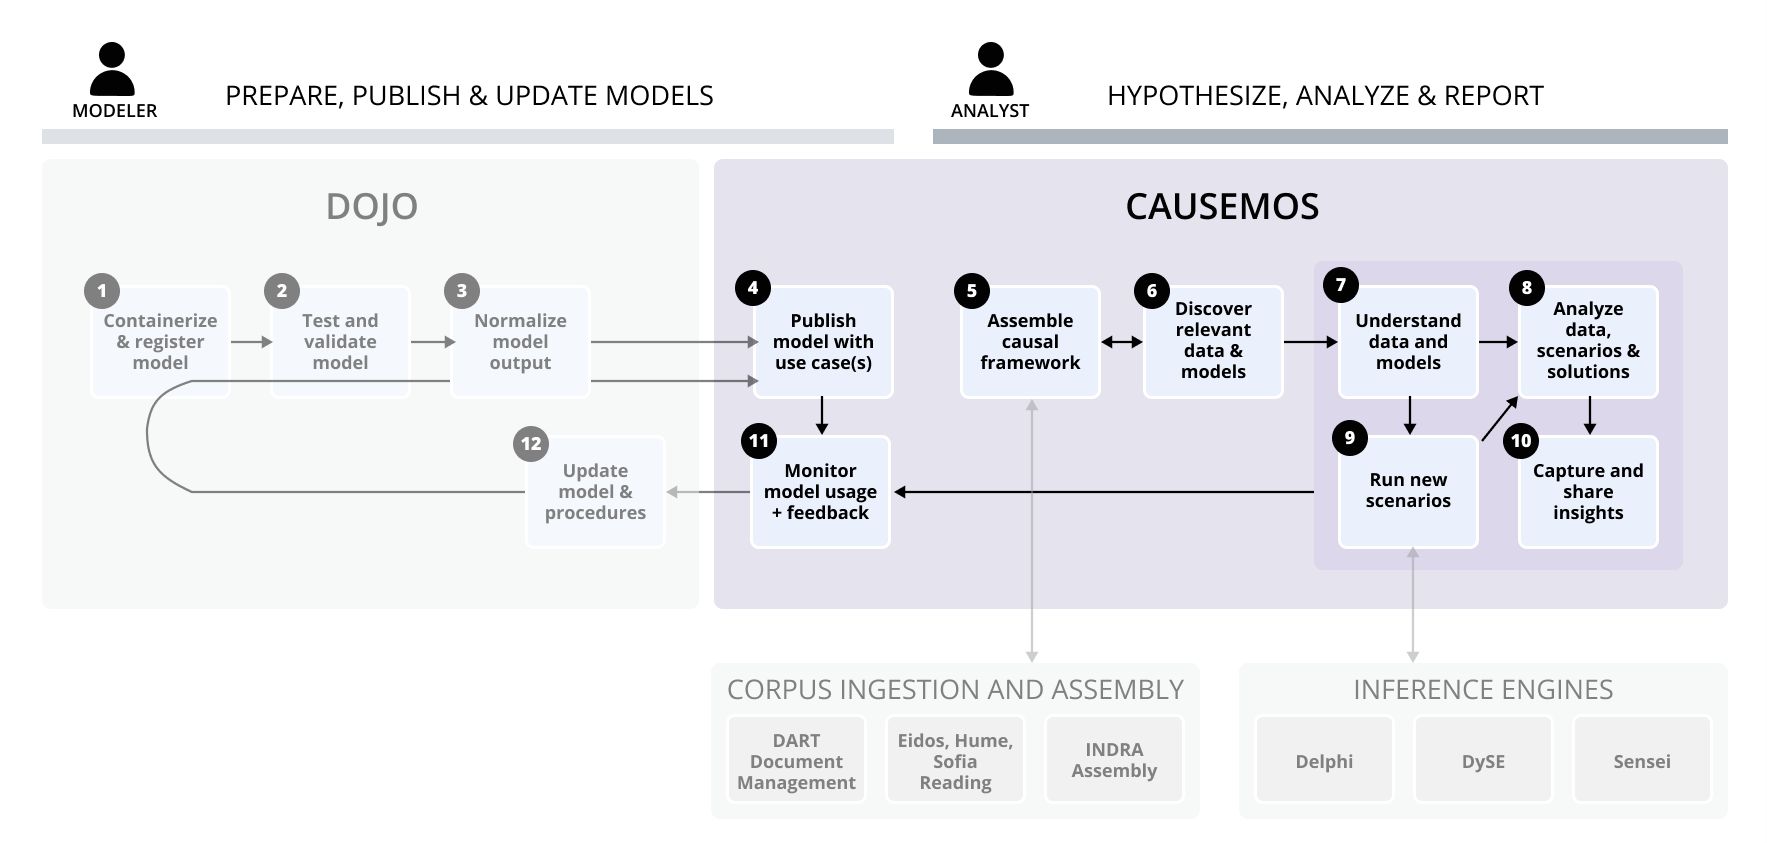 MODELER
PREPARE, PUBLISH & UPDATE MODELS
ANALYST
HYPOTHESIZE, ANALYZE & REPORT
DOJO
1
Containerize
& register
model
2
Test and
validate
model
3
Normalize
model
output
12
Update
model &
procedures
CAUSEMOS
4
Publish
model with
use case(s)
5
Assemble
causal
framework
6
Discover
relevant
data &
models
7
Understand
data and
models
8
Analyze
data,
scenarios &
solutions
11
Monitor
model usage
+ feedback
9
Run new
scenarios
10
Capture and
share
insights
CORPUS INGESTION AND ASSEMBLY
DART
Document
Management
Eidos, Hume,
Sofia
Reading
INDRA
Assembly
INFERENCE ENGINES
Delphi
DySE
Sensei